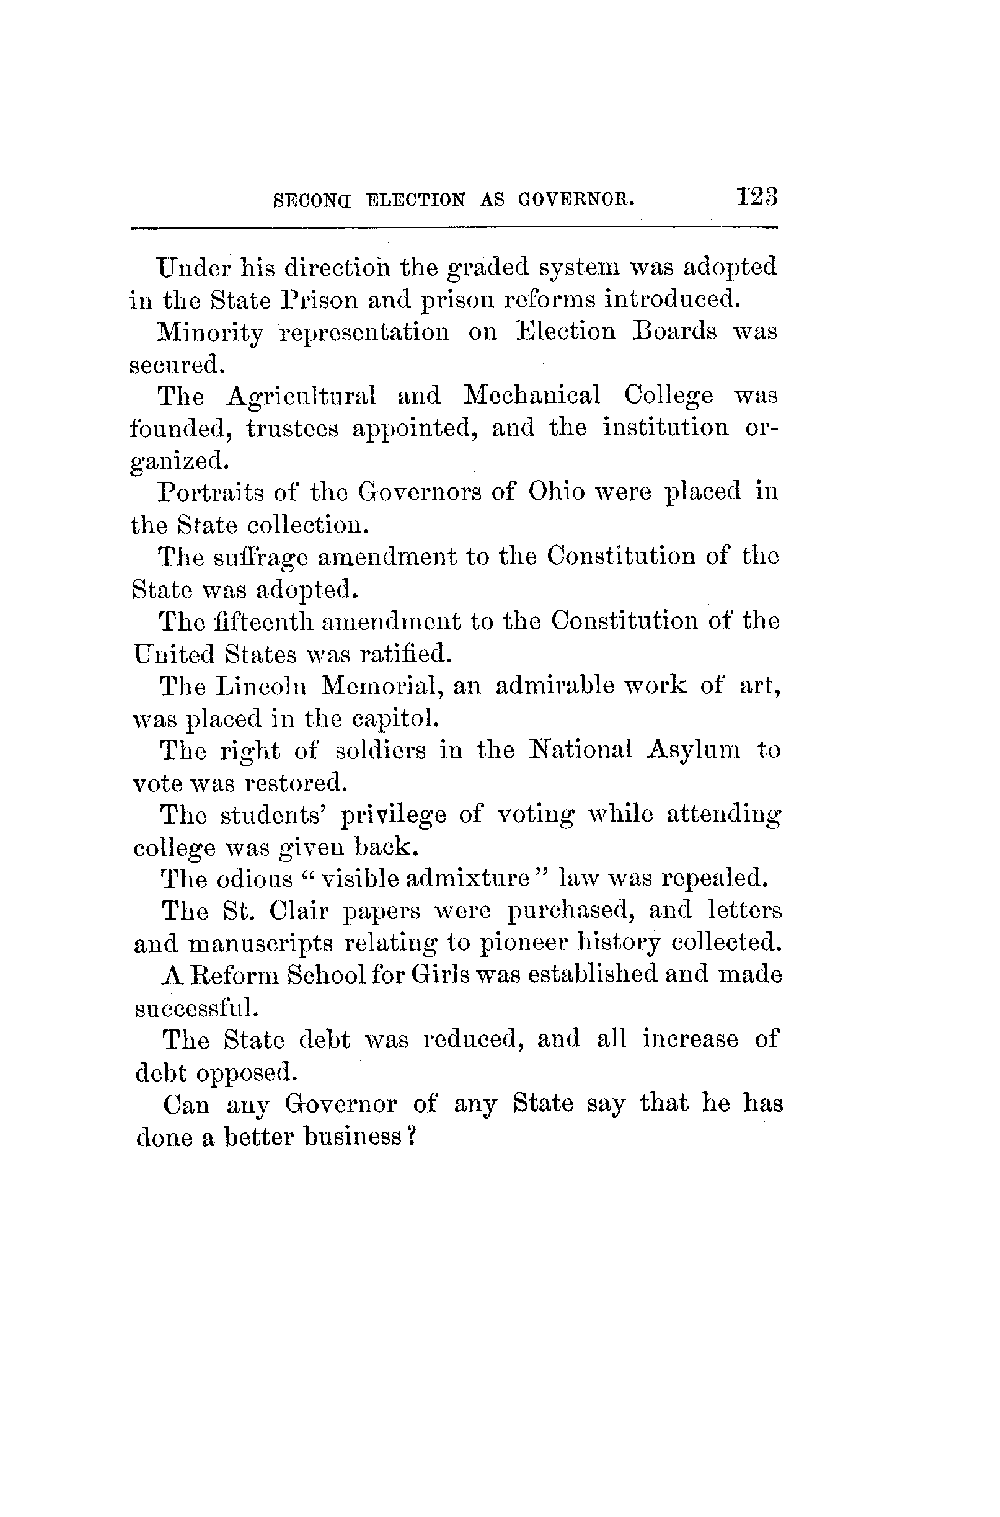 SECOND ELECTION AS GOVERNOR. 123
Under his direction the graded system was adopted
in the State Prison and prison reforms introduced.
Minority representation on Election Boards was
secured.
The Agricultural and Mechanical College was
founded, trustees appointed, and the institution or-
ganized.
Portraits of the Governors of Ohio were placed in
the State collection.
The suffrage amendment to the Constitution of the
State was adopted.
The fifteenth amendment to the Constitution of the
United States was ratified.
The Lincoln Memorial, an admirable work of art,
was placed in the capitol.
The right of soldiers in the National Asylum to
vote was restored.
The students' privilege of voting while attending
college was given back.
The odious “visible admixture” law was repealed.
The St. Clair papers were purchased, and letters
and manuscripts relating to pioneer history collected.
A Reform School for Girls was established and made
successful.
The State debt was reduced, and all increase of
debt opposed.
Can any Governor of any State say that he has
done a better business?